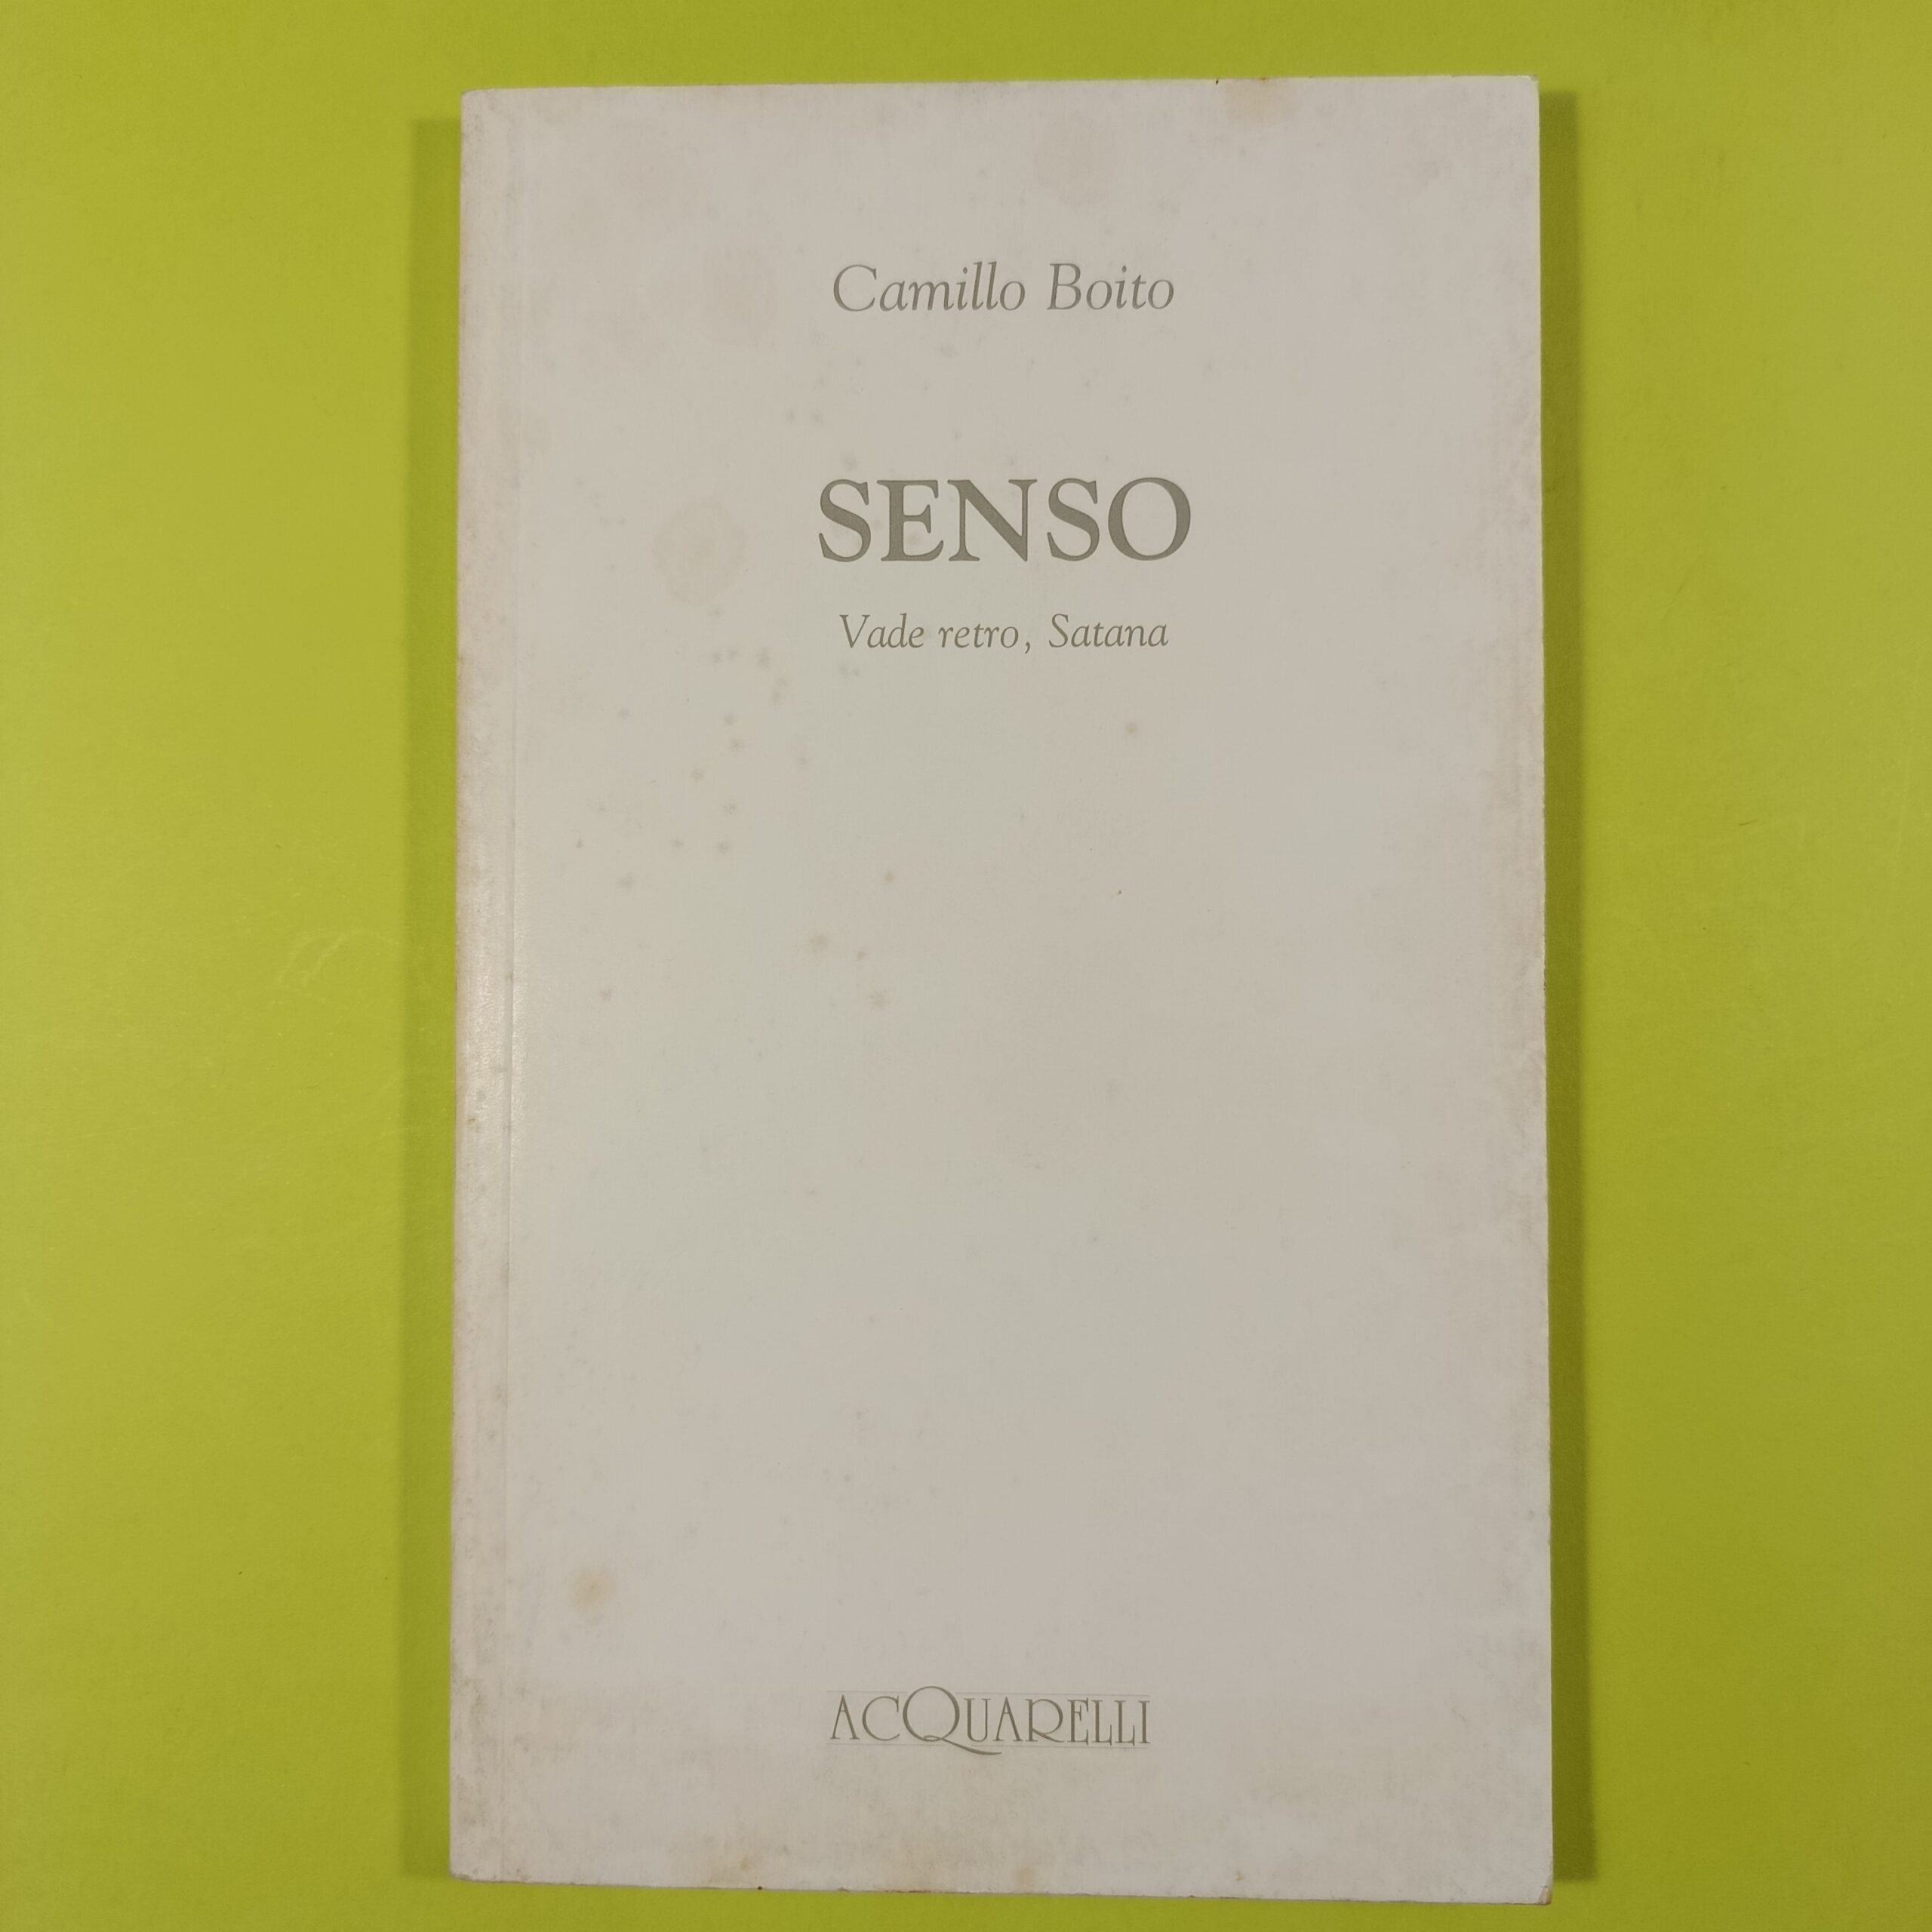 Camillo Boito
SENSO
Vade retro, Satana
ACQUARELLI